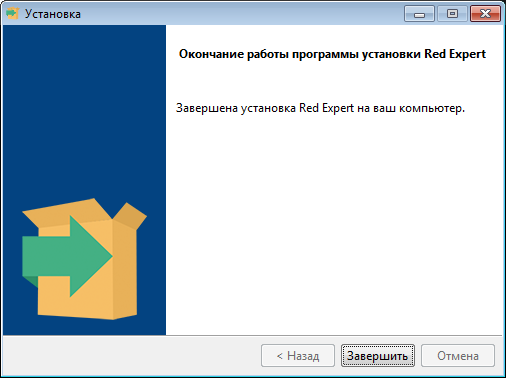 Установка
Окончание работы программы установки Red Expert
Завершена установка Red Expert на ваш компьютер.
< Назад
Завершить
Отмена